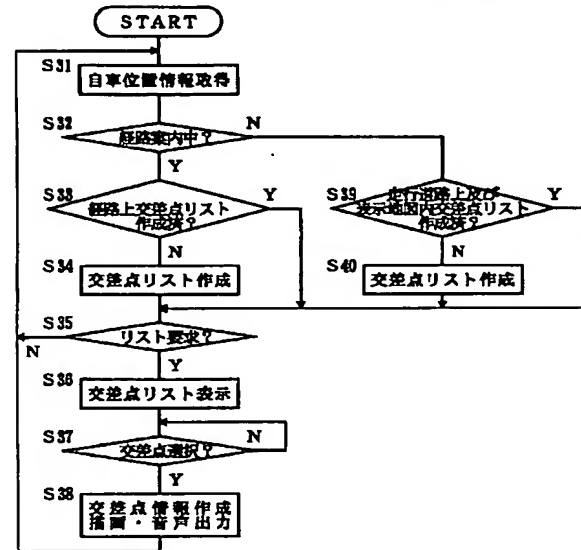 START
S31
自車位置情報取得
S32
経路案内中?
N
Y
S33
経路上交差点リスト
作成済?
Y
N
S39
走行道路上及び
表示地図内交差点リスト
作成済?
Y
N
S34
交差点リスト作成
S40
交差点リスト作成
S35
リスト要求?
N
Y
S36
交差点リスト表示
S37
交差点選択?
N
Y
S38
交差点情報作成
描画・音声出力